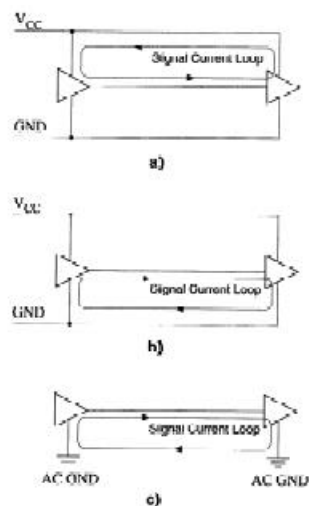 VCC
Signal Current Loop
GND
a)
VCC
Signal Current Loop
GND
b)
Signal Current Loop
AC GND
AC GND
c)